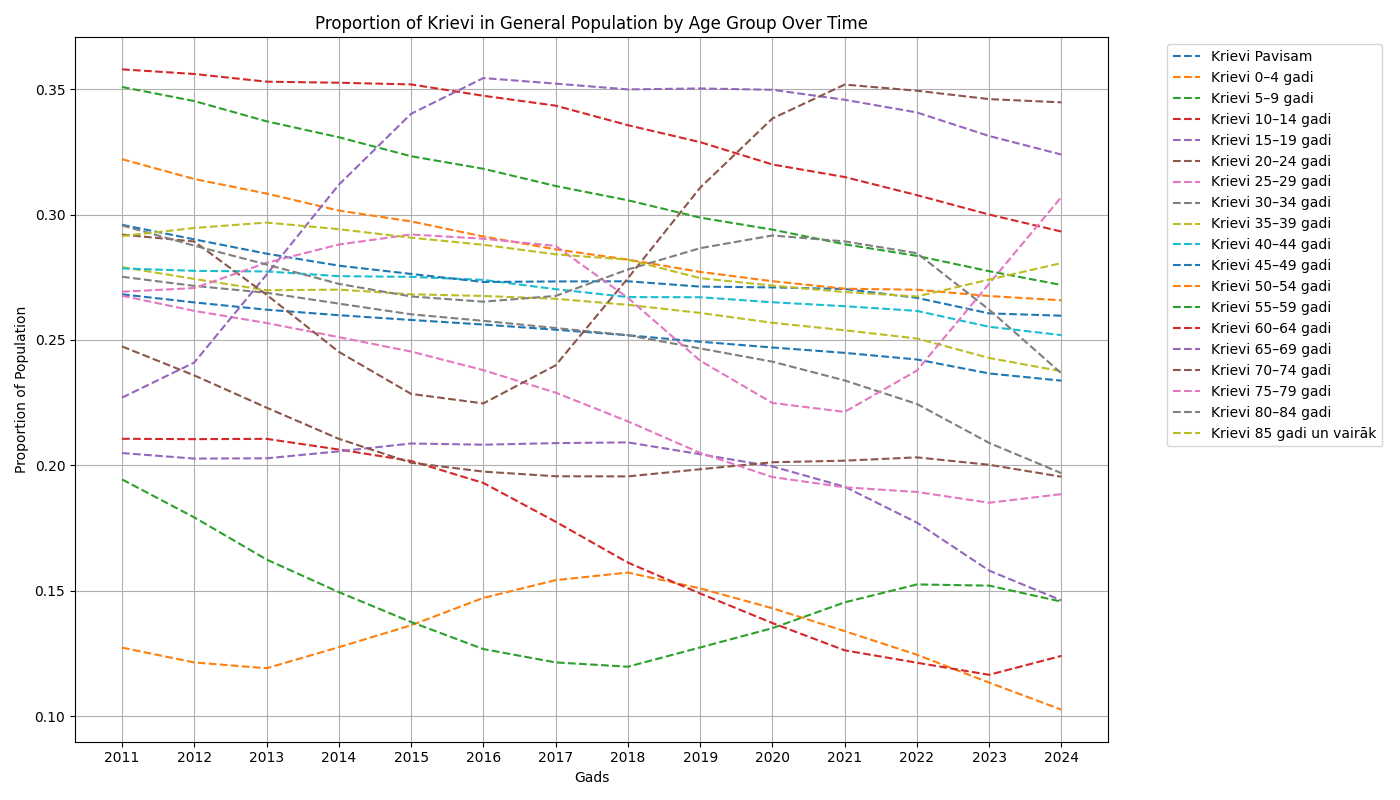 Proportion of Krievi in General Population by Age Group Over Time
Proportion of Population
0.35
0.30
0.25
0.20
0.15
0.10
2011 2012 2013 2014 2015 2016 2017 2018 2019 2020 2021 2022 2023 2024
Gads
Krievi Pavisam
Krievi 0–4 gadi
Krievi 5–9 gadi
Krievi 10–14 gadi
Krievi 15–19 gadi
Krievi 20–24 gadi
Krievi 25–29 gadi
Krievi 30–34 gadi
Krievi 35–39 gadi
Krievi 40–44 gadi
Krievi 45–49 gadi
Krievi 50–54 gadi
Krievi 55–59 gadi
Krievi 60–64 gadi
Krievi 65–69 gadi
Krievi 70–74 gadi
Krievi 75–79 gadi
Krievi 80–84 gadi
Krievi 85 gadi un vairāk